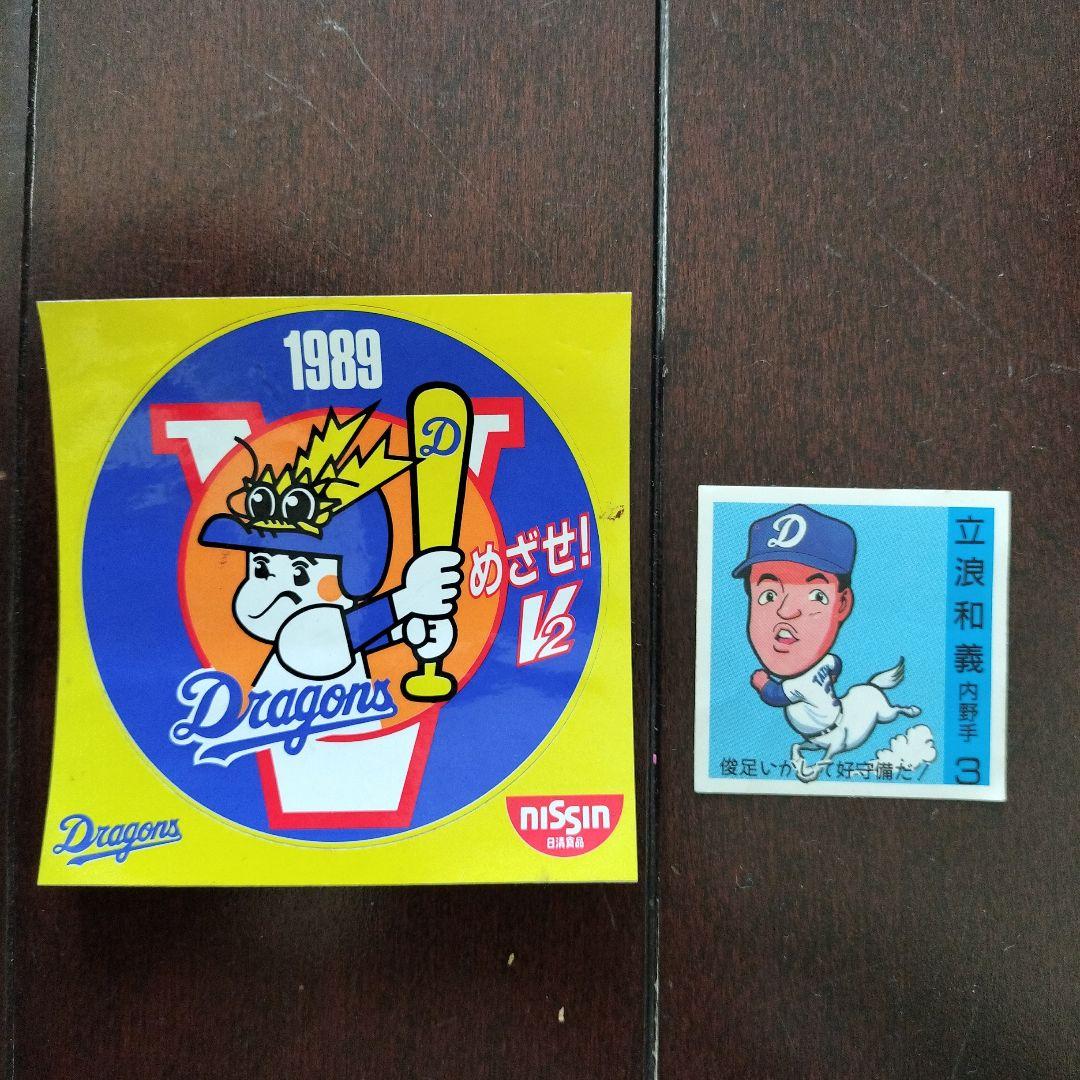 1989
D
めざせ!
V2
Dragons
Dragons
NISSIN
日清食品
D
立浪和義 内野手 3
俊足いかして好守備だ!